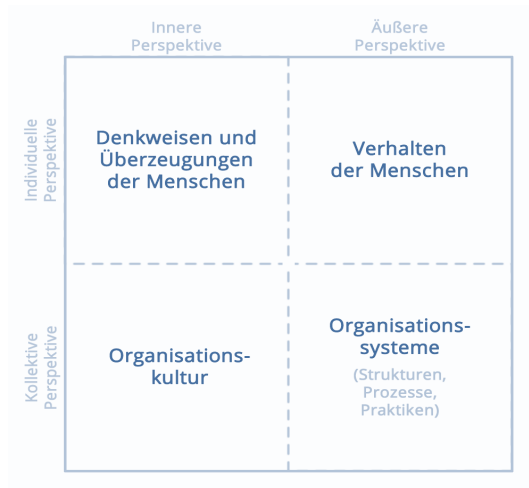 Innere
Perspektive
Äußere
Perspektive
Individuelle
Perspektive
Denkweisen und
Überzeugungen
der Menschen
Verhalten
der Menschen
Kollektive
Perspektive
Organisations-
kultur
Organisations-
systeme
(Strukturen,
Prozesse,
Praktiken)